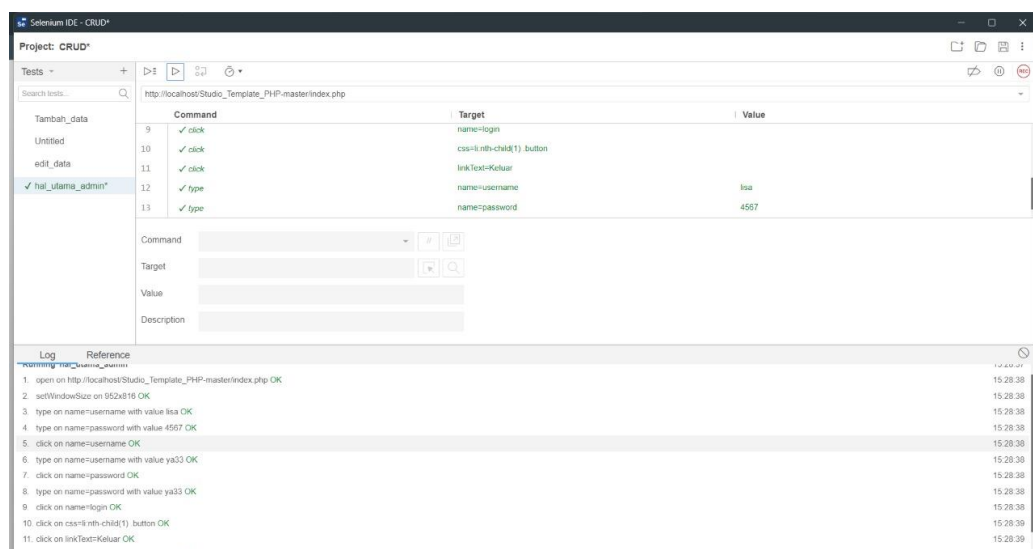 Selenium IDE - CRUD*
Project: CRUD*
Tests
Search tests...
http://localhost/Studio_Template_PHP-master/index.php
Tambah_data
Untitled
edit_data
✓ hal_utama_admin*
Command Target Value
9 ✓ click name=login
10 ✓ click css=li:nth-child(1) .button
11 ✓ click linkText=Keluar
12 ✓ type name=username lisa
13 ✓ type name=password 4567
Command
//
Target
Value
Description
Log Reference
Running 'hal_utama_admin' 15:28:37
1. open on http://localhost/Studio_Template_PHP-master/index.php OK 15:28:38
2. setWindowSize on 952x816 OK 15:28:38
3. type on name=username with value lisa OK 15:28:38
4. type on name=password with value 4567 OK 15:28:38
5. click on name=username OK 15:28:38
6. type on name=username with value ya33 OK 15:28:38
7. click on name=password OK 15:28:38
8. type on name=password with value ya33 OK 15:28:38
9. click on name=login OK 15:28:38
10. click on css=li:nth-child(1) .button OK 15:28:39
11. click on linkText=Keluar OK 15:28:39